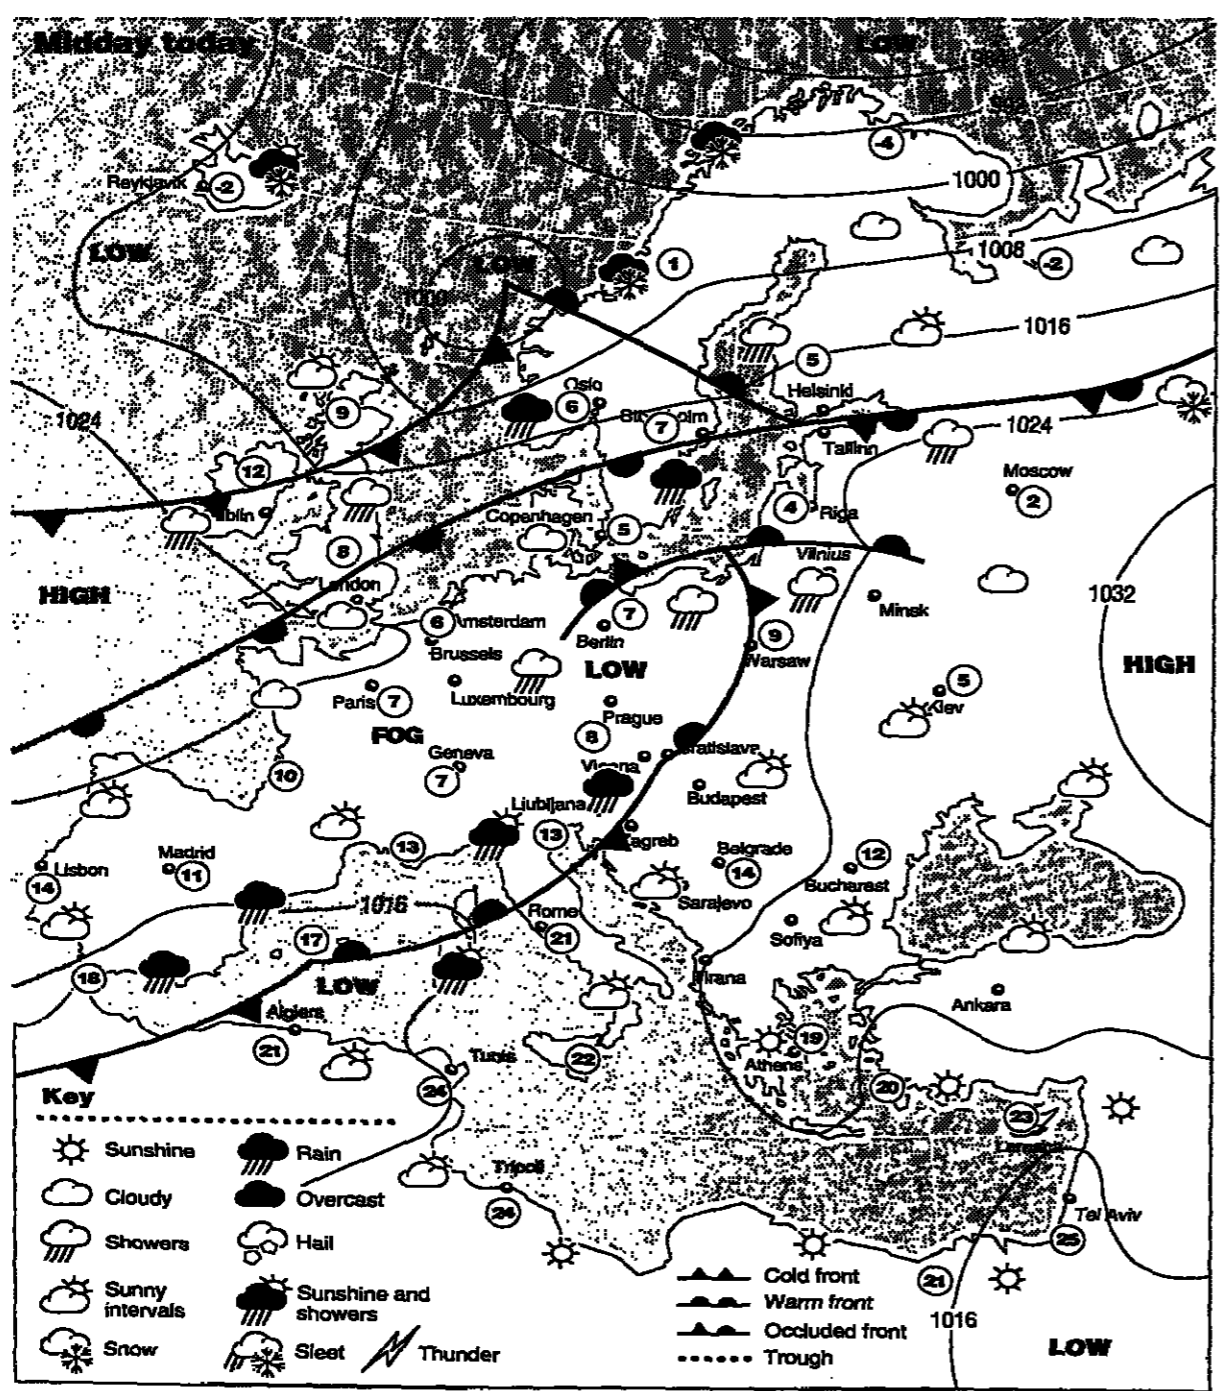 Midday today
LOW
-4
Reykjavik
-2
1000
LOW
LOW
1008
-2
1
1000
1016
5
Oslo
6
Helsinki
9
7
1024
1024
Tallinn
12
Moscow
2
Copenhagen
5
4
Riga
8
Vilnius
HIGH
London
1032
Minsk
6
Amsterdam
7
Berlin
9
Warsaw
Brussels
LOW
HIGH
Paris
7
Luxembourg
5
Kiev
Prague
FOG
8
Geneva
Vienna
Bratislava
10
7
Budapest
Ljubljana
13
13
Zagreb
Belgrade
14
12
Lisbon
14
Madrid
11
Bucharest
1016
Sarajevo
Rome
21
Sofiya
17
Tirana
18
LOW
Ankara
Algiers
21
19
Athens
Tunis
24
22
20
23
Key
Sunshine
Rain
Cloudy
Overcast
Showers
Hail
Sunny
intervals
Sunshine and
showers
Snow
Sleet
Thunder
Tripoli
24
Tel Aviv
25
21
Cold front
Warm front
Occluded front
Trough
1016
LOW